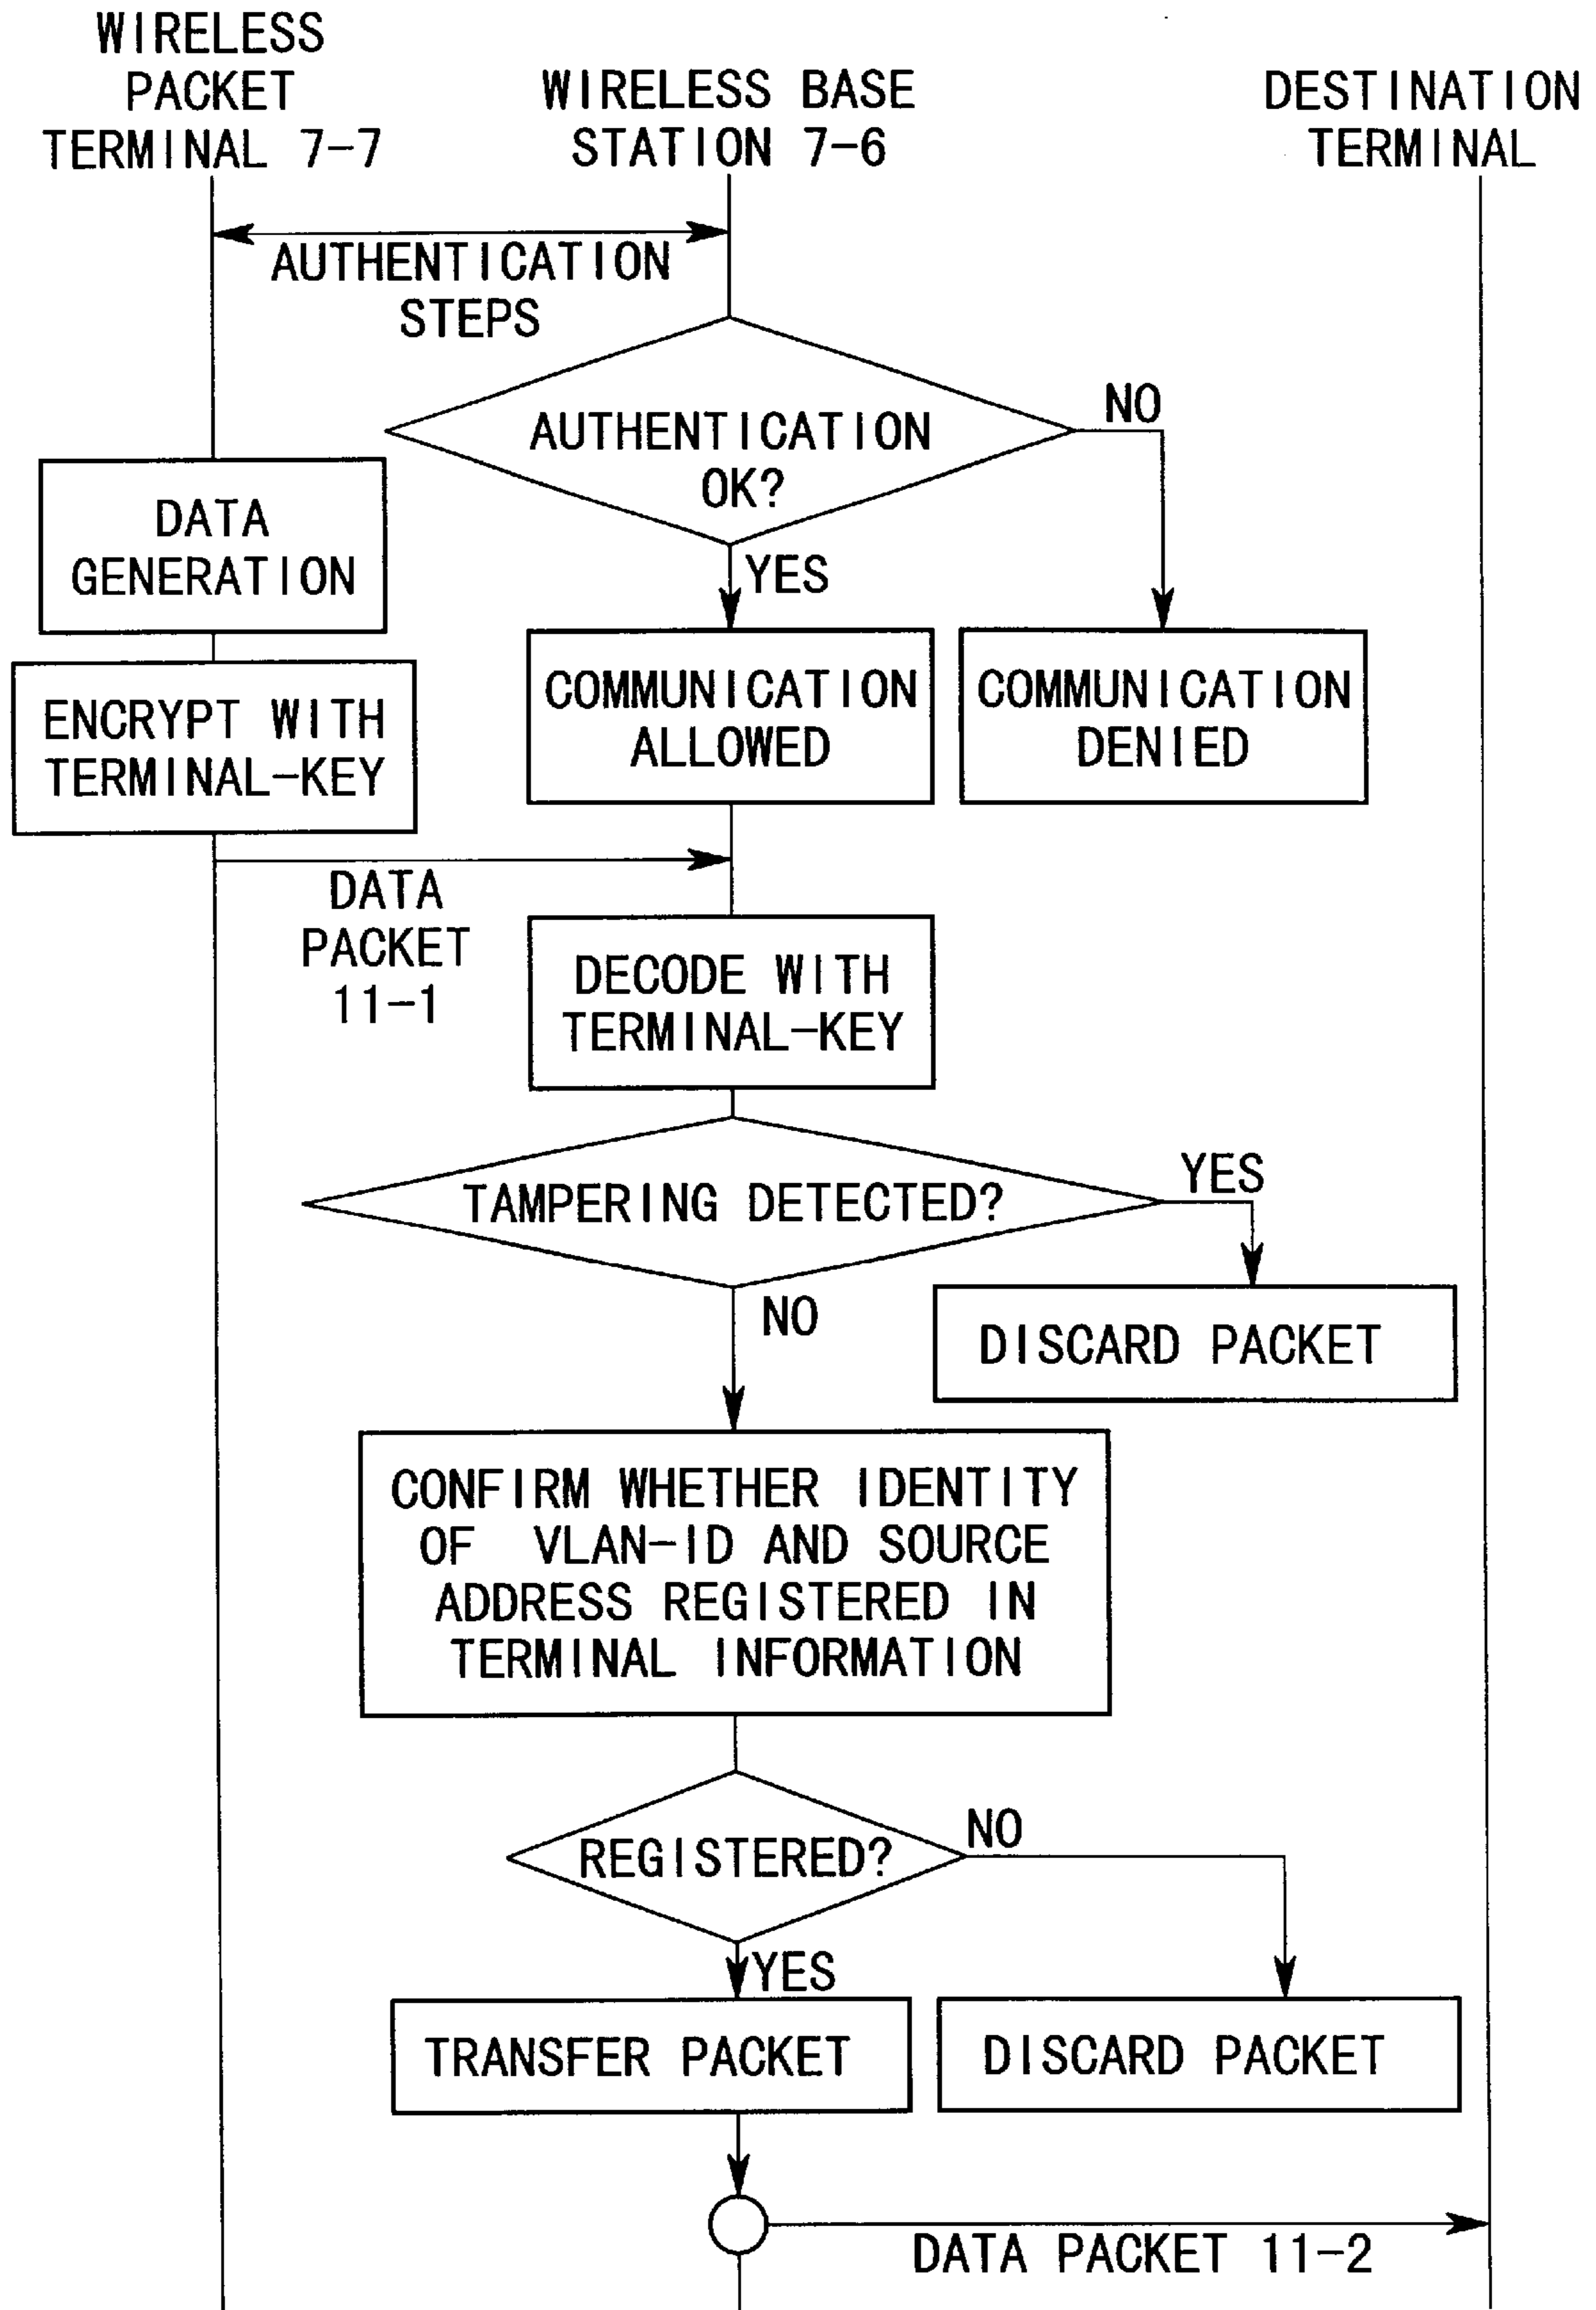 WIRELESS
PACKET
TERMINAL 7-7
WIRELESS BASE
STATION 7-6
DESTINATION
TERMINAL
AUTHENTICATION
STEPS
AUTHENTICATION
OK?
NO
DATA
GENERATION
YES
ENCRYPT WITH
TERMINAL-KEY
COMMUNICATION
ALLOWED
COMMUNICATION
DENIED
DATA
PACKET
11-1
DECODE WITH
TERMINAL-KEY
TAMPERING DETECTED?
YES
NO
DISCARD PACKET
CONFIRM WHETHER IDENTITY
OF VLAN-ID AND SOURCE
ADDRESS REGISTERED IN
TERMINAL INFORMATION
REGISTERED?
NO
YES
TRANSFER PACKET
DISCARD PACKET
DATA PACKET 11-2